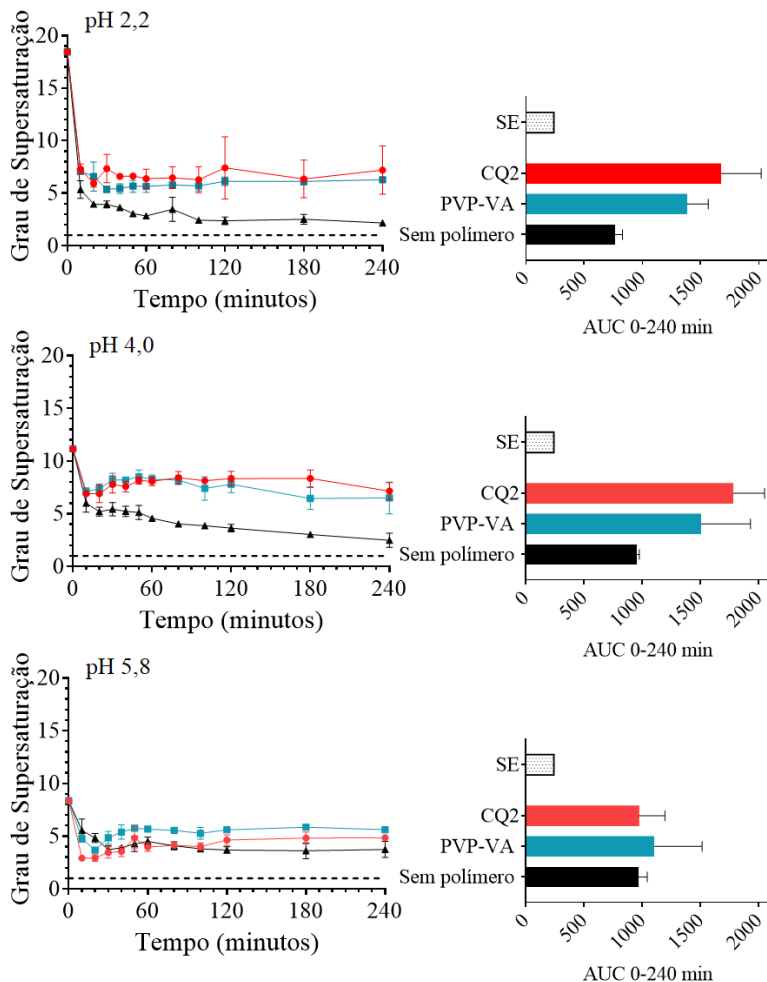 pH 2,2
Grau de Supersaturação
20
15
10
5
0
0 60 120 180 240
Tempo (minutos)
SE
CQ2
PVP-VA
Sem polímero
0 500 1000 1500 2000
AUC 0-240 min
pH 4,0
Grau de Supersaturação
20
15
10
5
0
0 60 120 180 240
Tempo (minutos)
SE
CQ2
PVP-VA
Sem polímero
0 500 1000 1500 2000
AUC 0-240 min
pH 5,8
Grau de Supersaturação
20
15
10
5
0
0 60 120 180 240
Tempo (minutos)
SE
CQ2
PVP-VA
Sem polímero
0 500 1000 1500 2000
AUC 0-240 min